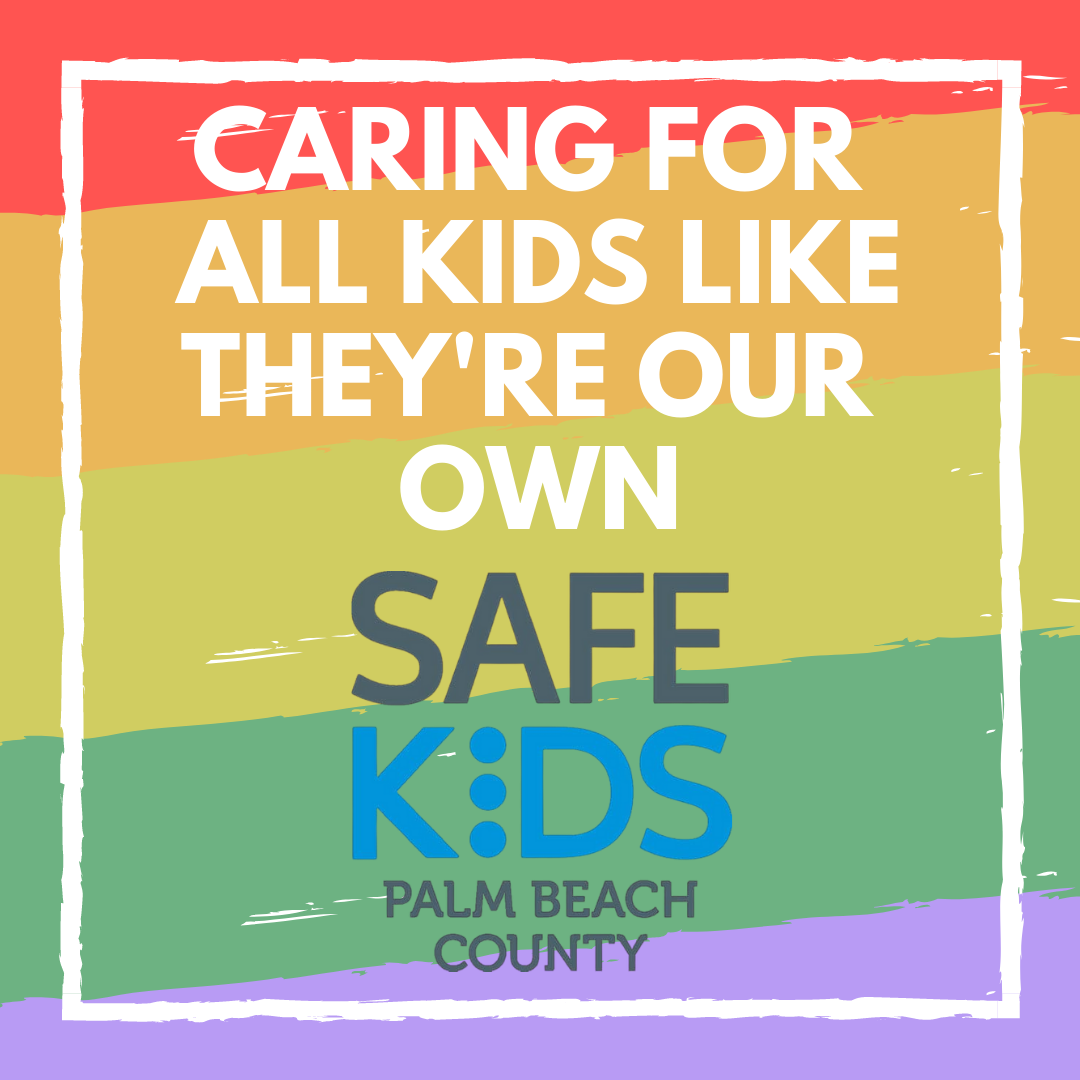 CARING FOR
ALL KIDS LIKE
THEY'RE OUR
OWN
SAFE
KIDS
PALM BEACH
COUNTY